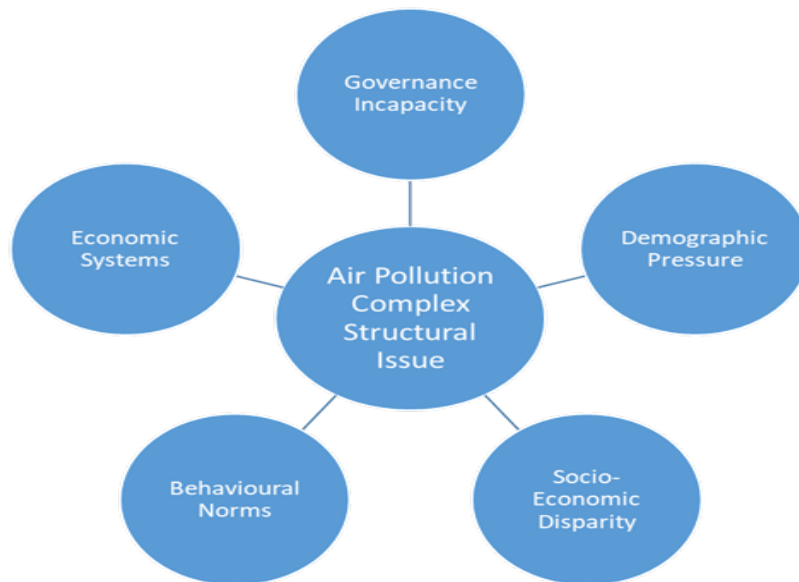 Governance
Incapacity
Economic
Systems
Demographic
Pressure
Air Pollution
Complex
Structural
Issue
Behavioural
Norms
Socio-
Economic
Disparity